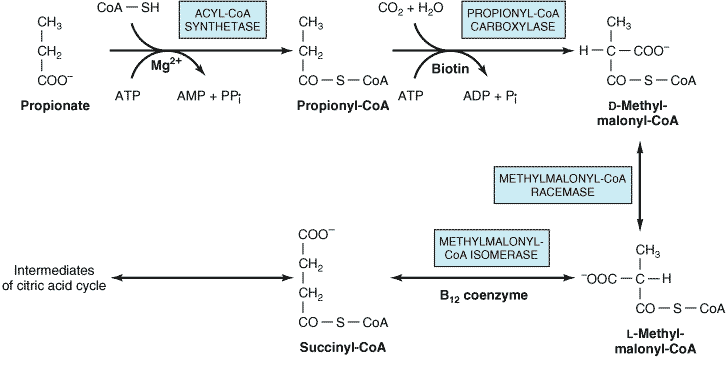 CH₃
CH₂
COO⁻
Propionate
CoA — SH
ACYL-CoA
SYNTHETASE
Mg²⁺
ATP
AMP + PPᵢ
CH₃
CH₂
CO — S — CoA
Propionyl-CoA
CO₂ + H₂O
PROPIONYL-CoA
CARBOXYLASE
Biotin
ATP
ADP + Pᵢ
CH₃
H — C — COO⁻
CO — S — CoA
D-Methyl-
malonyl-CoA
METHYLMALONYL-CoA
RACEMASE
CH₃
⁻OOC — C — H
CO — S — CoA
L-Methyl-
malonyl-CoA
METHYLMALONYL-
CoA ISOMERASE
B₁₂ coenzyme
COO⁻
CH₂
CH₂
CO — S — CoA
Succinyl-CoA
Intermediates
of citric acid cycle